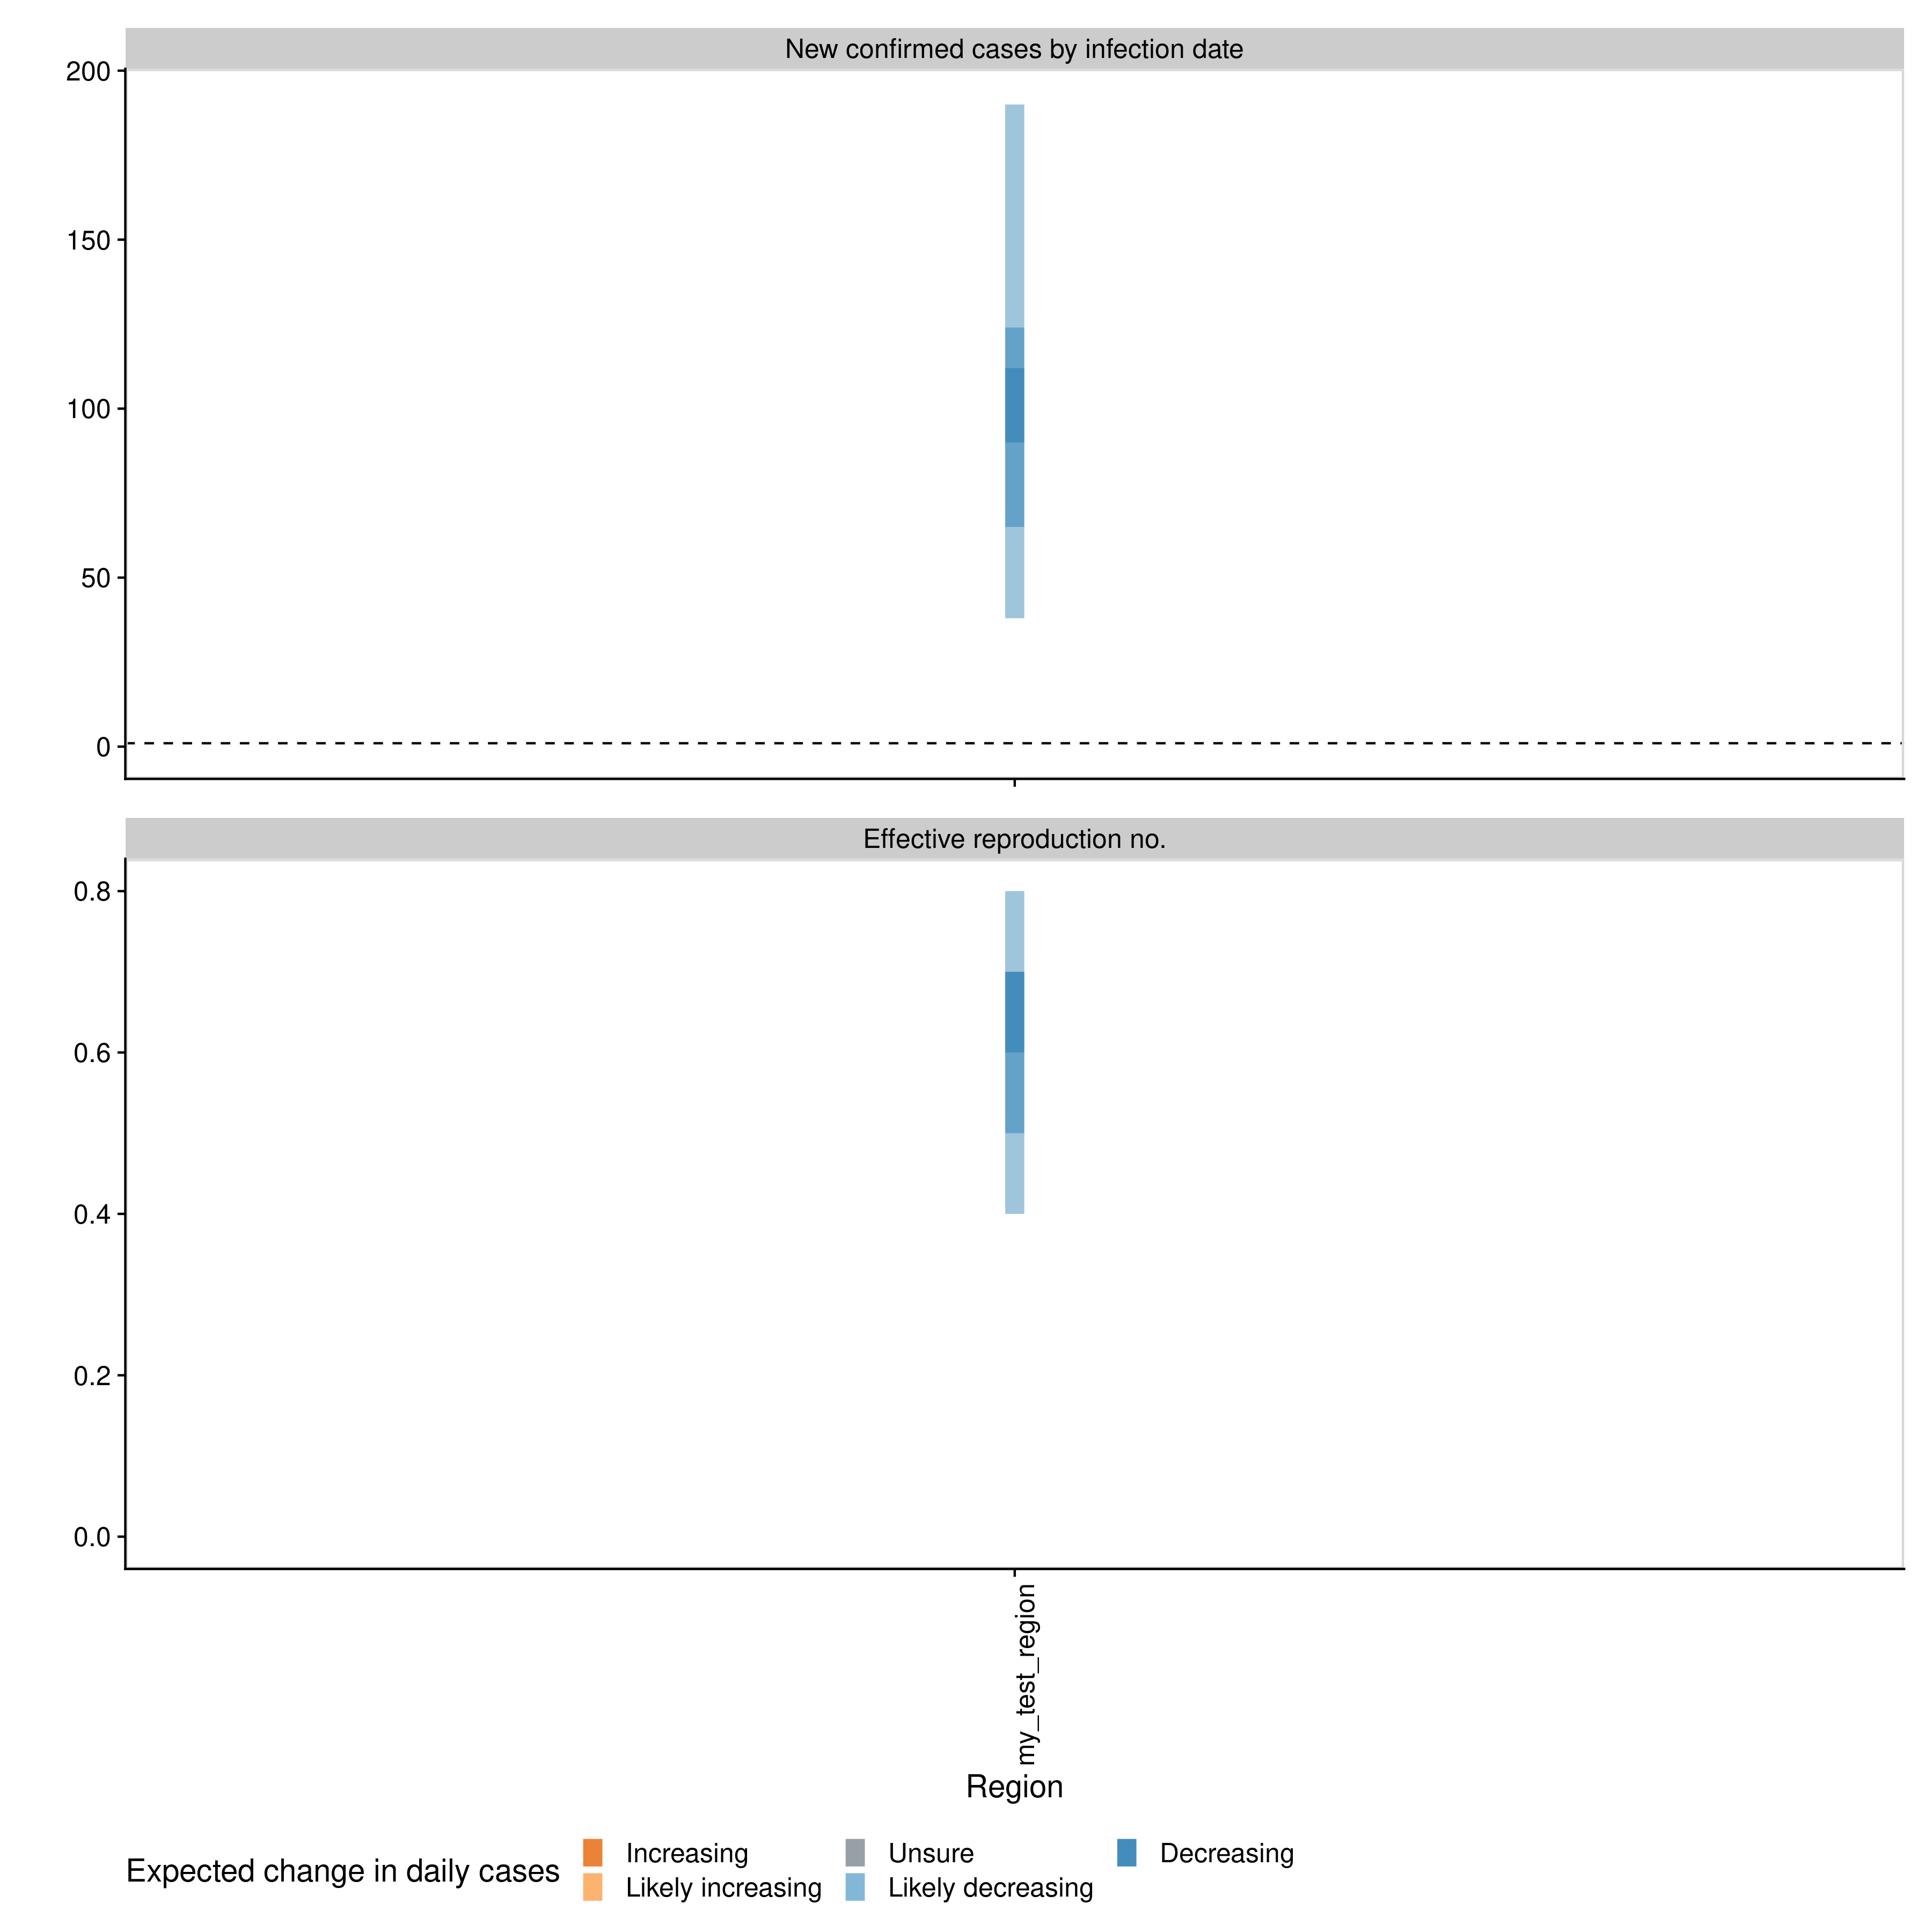 New confirmed cases by infection date
200
150
100
50
0
Effective reproduction no.
0.8
0.6
0.4
0.2
0.0
my_test_region
Region
Expected change in daily cases
Increasing
Likely increasing
Unsure
Likely decreasing
Decreasing